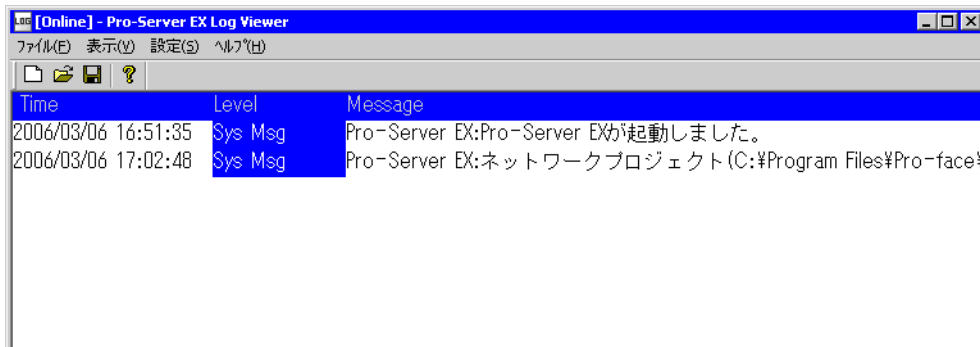 LOG [Online] - Pro-Server EX Log Viewer
ファイル(F) 表示(V) 設定(S) ヘルプ(H)
Time Level Message
2006/03/06 16:51:35 Sys Msg Pro-Server EX:Pro-Server EXが起動しました。
2006/03/06 17:02:48 Sys Msg Pro-Server EX:ネットワークプロジェクト(C:¥Program Files¥Pro-face¥